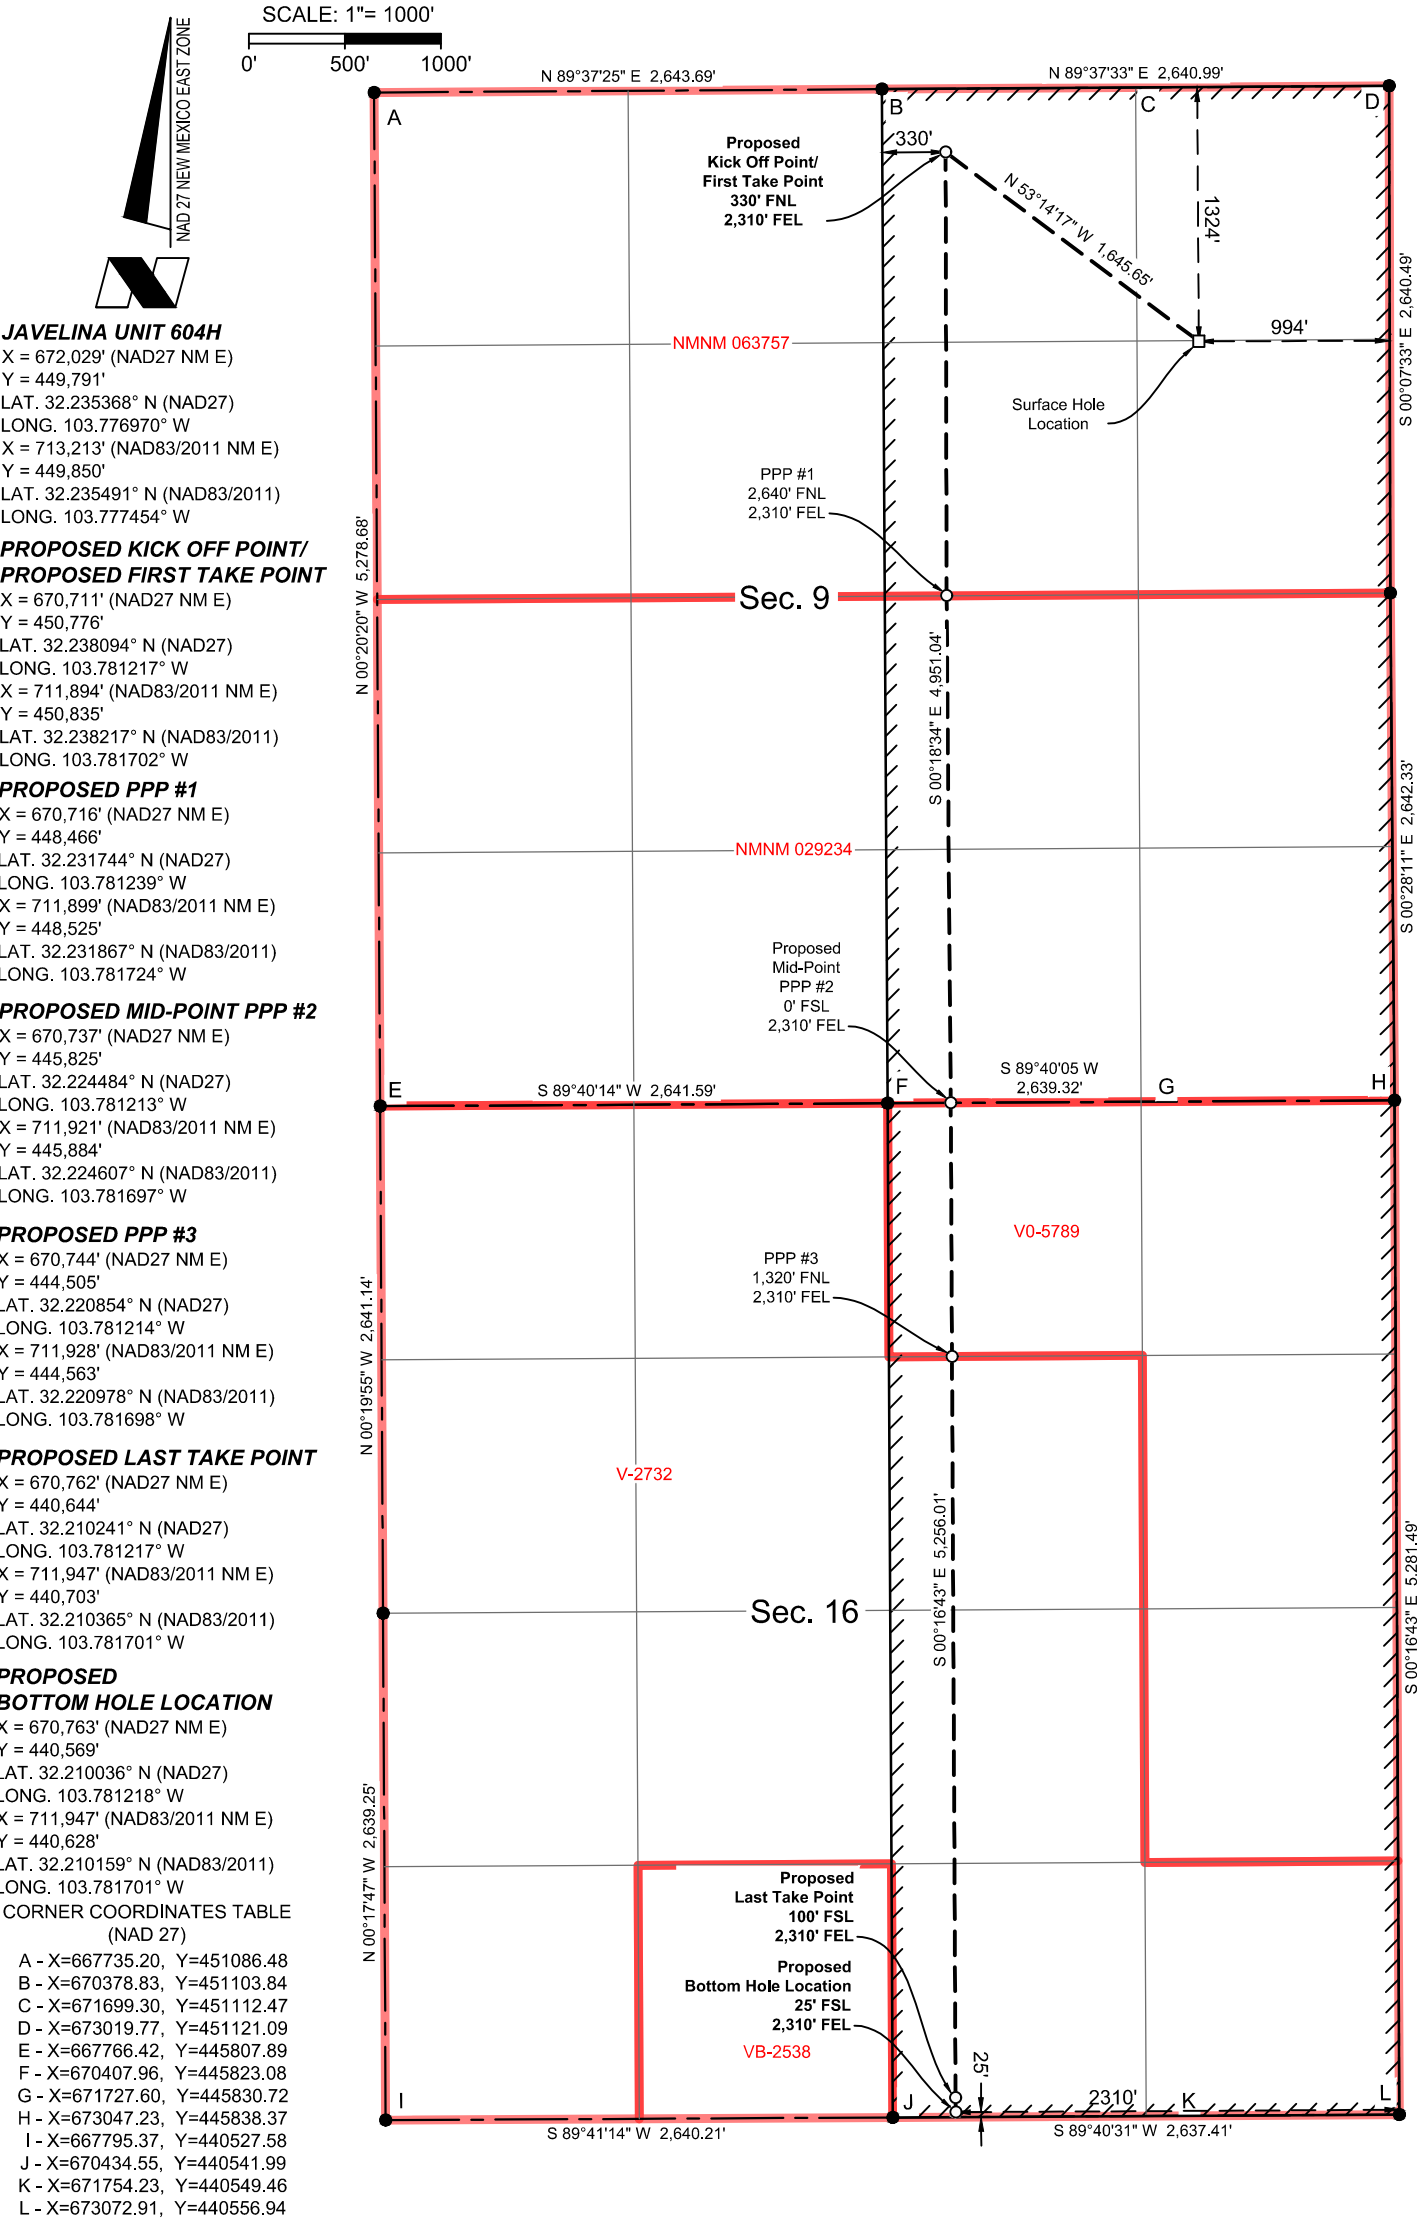 SCALE: 1"= 1000'
0' 500' 1000'
NAD 27 NEW MEXICO EAST ZONE
JAVELINA UNIT 604H
X = 672,029' (NAD27 NM E)
Y = 449,791'
LAT. 32.235368° N (NAD27)
LONG. 103.776970° W
X = 713,213' (NAD83/2011 NM E)
Y = 449,850'
LAT. 32.235491° N (NAD83/2011)
LONG. 103.777454° W
PROPOSED KICK OFF POINT/
PROPOSED FIRST TAKE POINT
X = 670,711' (NAD27 NM E)
Y = 450,776'
LAT. 32.238094° N (NAD27)
LONG. 103.781217° W
X = 711,894' (NAD83/2011 NM E)
Y = 450,835'
LAT. 32.238217° N (NAD83/2011)
LONG. 103.781702° W
PROPOSED PPP #1
X = 670,716' (NAD27 NM E)
Y = 448,466'
LAT. 32.231744° N (NAD27)
LONG. 103.781239° W
X = 711,899' (NAD83/2011 NM E)
Y = 448,525'
LAT. 32.231867° N (NAD83/2011)
LONG. 103.781724° W
PROPOSED MID-POINT PPP #2
X = 670,737' (NAD27 NM E)
Y = 445,825'
LAT. 32.224484° N (NAD27)
LONG. 103.781213° W
X = 711,921' (NAD83/2011 NM E)
Y = 445,884'
LAT. 32.224607° N (NAD83/2011)
LONG. 103.781697° W
PROPOSED PPP #3
X = 670,744' (NAD27 NM E)
Y = 444,505'
LAT. 32.220854° N (NAD27)
LONG. 103.781214° W
X = 711,928' (NAD83/2011 NM E)
Y = 444,563'
LAT. 32.220978° N (NAD83/2011)
LONG. 103.781698° W
PROPOSED LAST TAKE POINT
X = 670,762' (NAD27 NM E)
Y = 440,644'
LAT. 32.210241° N (NAD27)
LONG. 103.781217° W
X = 711,947' (NAD83/2011 NM E)
Y = 440,703'
LAT. 32.210365° N (NAD83/2011)
LONG. 103.781701° W
PROPOSED
BOTTOM HOLE LOCATION
X = 670,763' (NAD27 NM E)
Y = 440,569'
LAT. 32.210036° N (NAD27)
LONG. 103.781218° W
X = 711,947' (NAD83/2011 NM E)
Y = 440,628'
LAT. 32.210159° N (NAD83/2011)
LONG. 103.781701° W
CORNER COORDINATES TABLE
(NAD 27)
A - X=667735.20, Y=451086.48
B - X=670378.83, Y=451103.84
C - X=671699.30, Y=451112.47
D - X=673019.77, Y=451121.09
E - X=667766.42, Y=445807.89
F - X=670407.96, Y=445823.08
G - X=671727.60, Y=445830.72
H - X=673047.23, Y=445838.37
I - X=667795.37, Y=440527.58
J - X=670434.55, Y=440541.99
K - X=671754.23, Y=440549.46
L - X=673072.91, Y=440556.94
N 89°37'25" E 2,643.69'
N 89°37'33" E 2,640.99'
A
B
C
D
Proposed
Kick Off Point/
First Take Point
330' FNL
2,310' FEL
330'
N 53°14'17" W 1,645.65'
1324'
994'
S 00°07'33" E 2,640.49'
NMNM 063757
Surface Hole
Location
PPP #1
2,640' FNL
2,310' FEL
N 00°20'20" W 5,278.68'
Sec. 9
S 00°18'34" E 4,951.04'
S 00°28'11" E 2,642.33'
NMNM 029234
Proposed
Mid-Point
PPP #2
0' FSL
2,310' FEL
E
S 89°40'14" W 2,641.59'
F
S 89°40'05 W
2,639.32'
G
H
V0-5789
PPP #3
1,320' FNL
2,310' FEL
N 00°19'55" W 2,641.14'
V-2732
S 00°16'43" E 5,256.01'
S 00°16'43" E 5,281.49'
Sec. 16
N 00°17'47" W 2,639.25'
Proposed
Last Take Point
100' FSL
2,310' FEL
Proposed
Bottom Hole Location
25' FSL
2,310' FEL
VB-2538
25'
2310'
I
J
K
L
S 89°41'14" W 2,640.21'
S 89°40'31" W 2,637.41'